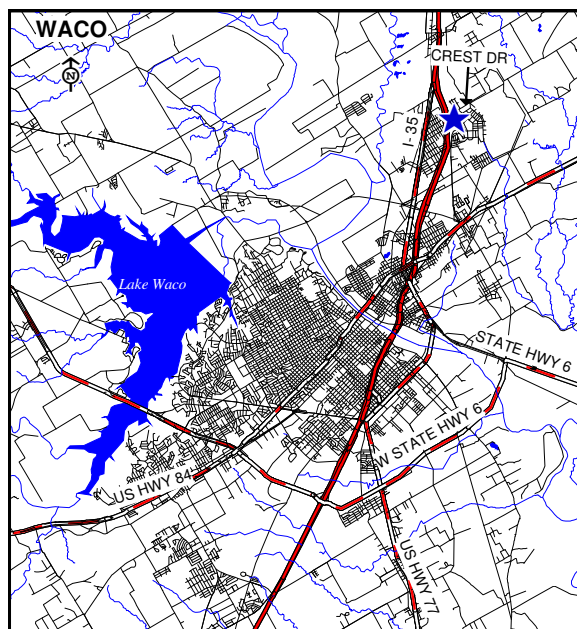 WACO
N
CREST DR
I- 35
Lake Waco
STATE HWY 6
W STATE HWY 6
US HWY 84
US HWY 77